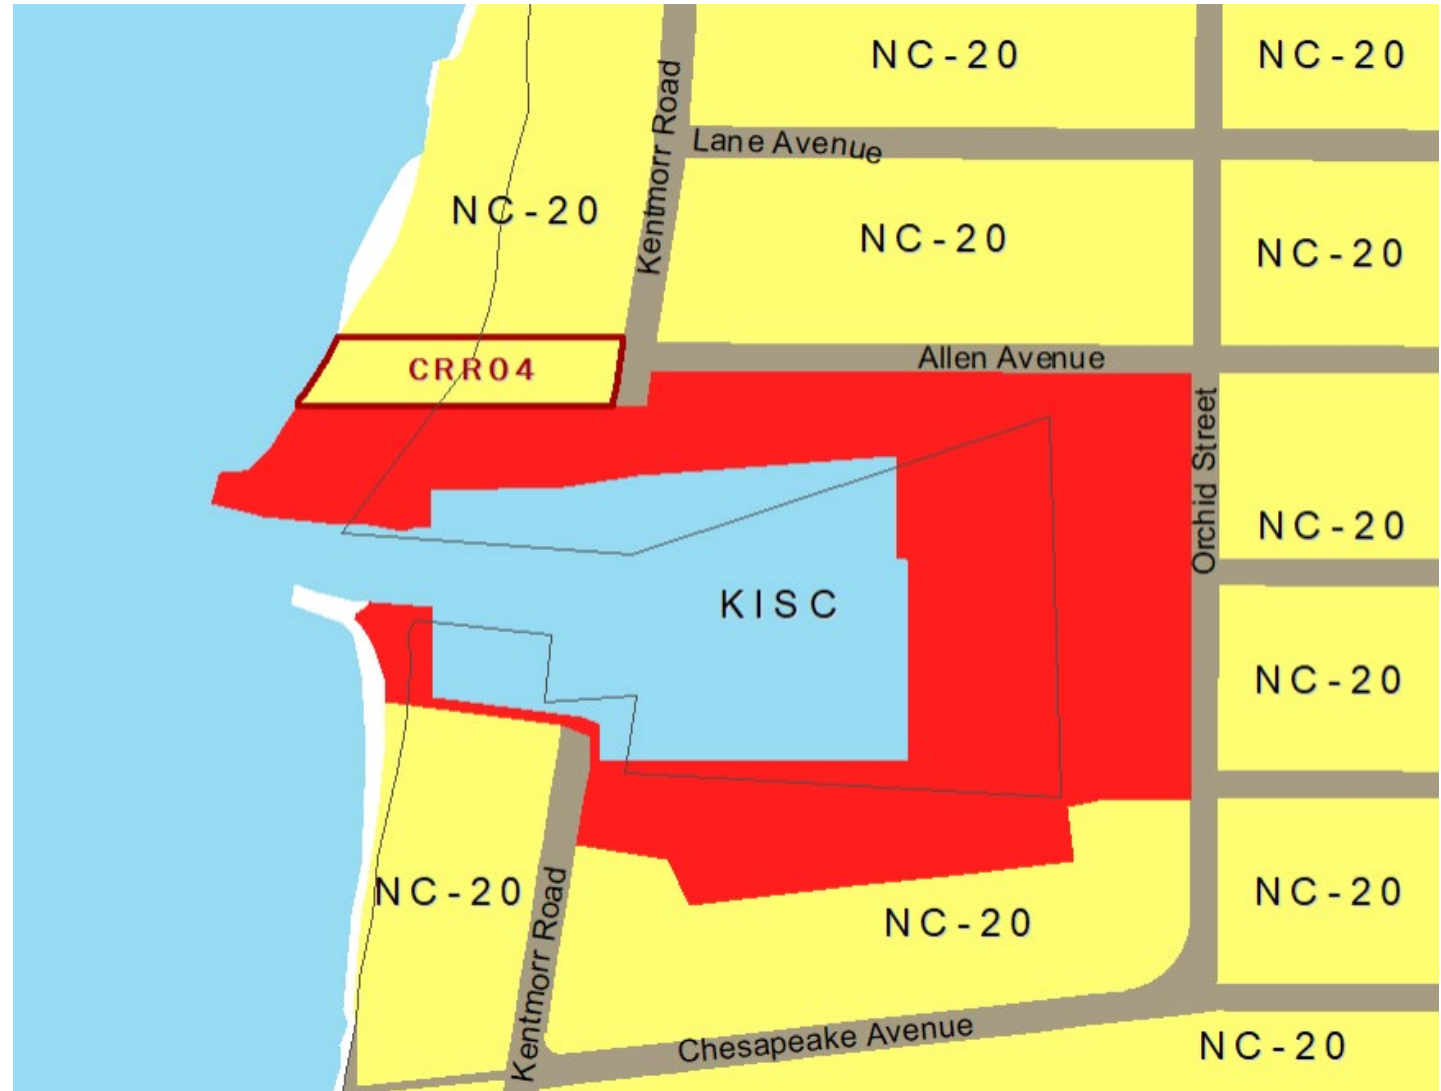 NC-20
NC-20
Kentmorr Road
Lane Avenue
NC-20
NC-20
NC-20
Allen Avenue
CRR04
Orchid Street
NC-20
KISC
NC-20
NC-20
NC-20
NC-20
Kentmorr Road
Chesapeake Avenue
NC-20